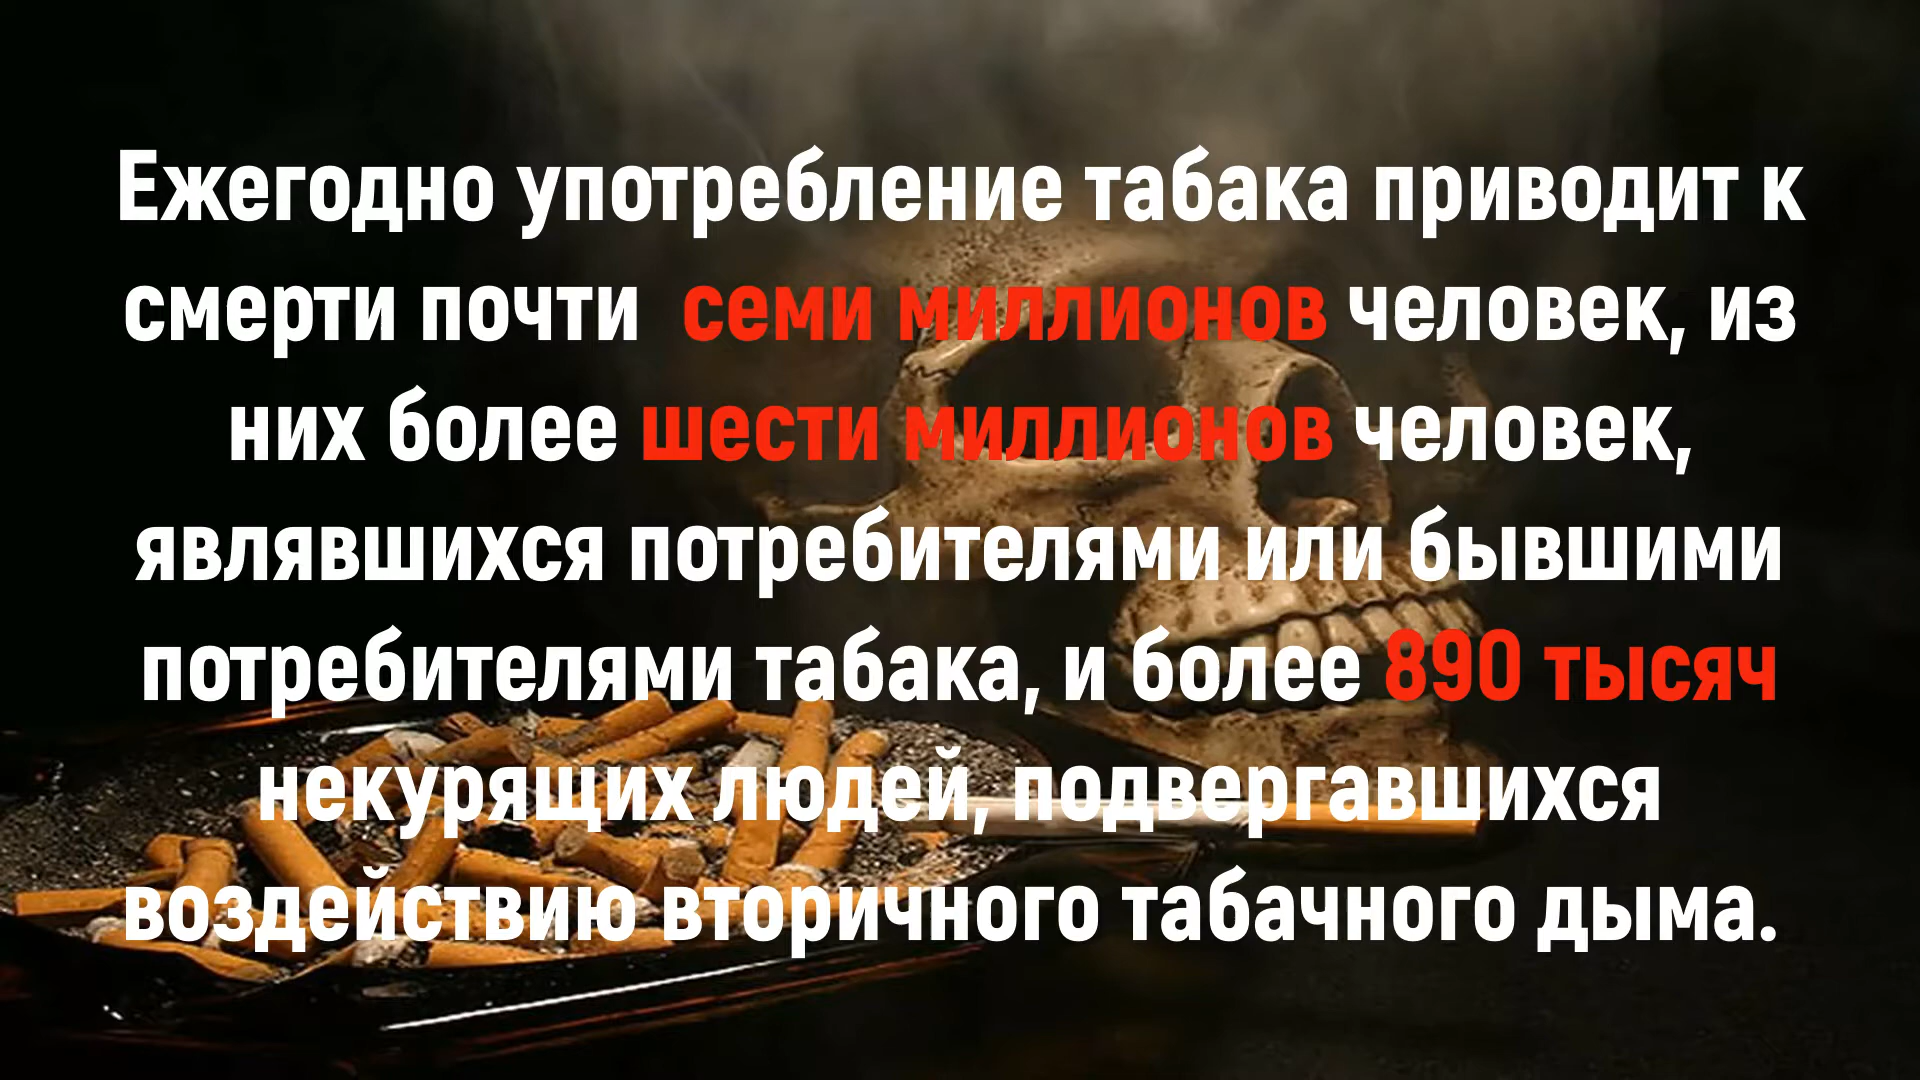 Ежегодно употребление табака приводит к
смерти почти семи миллионов человек, из
них более шести миллионов человек,
являвшихся потребителями или бывшими
потребителями табака, и более 890 тысяч
некурящих людей, подвергавшихся
воздействию вторичного табачного дыма.